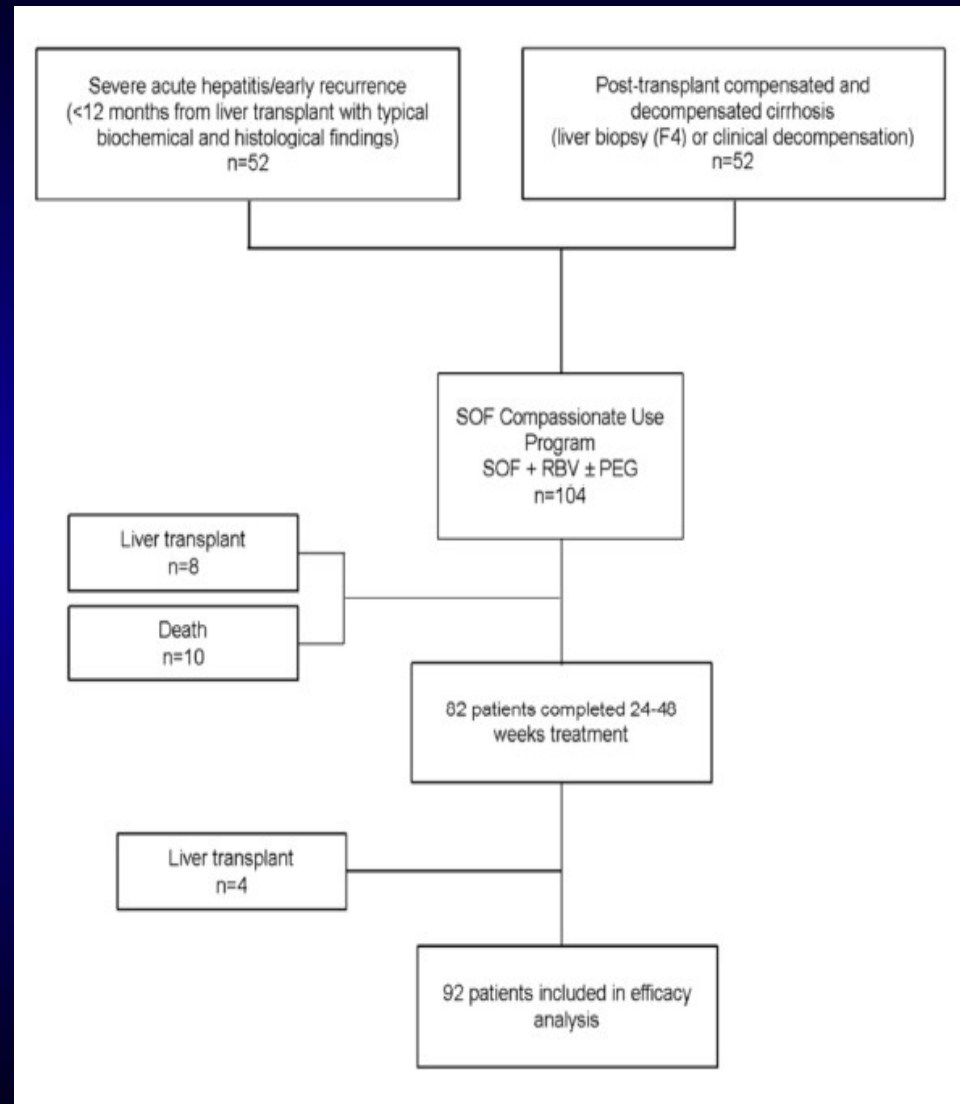 Severe acute hepatitis/early recurrence
(<12 months from liver transplant with typical
biochemical and histological findings)
n=52
Post-transplant compensated and
decompensated cirrhosis
(liver biopsy (F4) or clinical decompensation)
n=52
SOF Compassionate Use
Program
SOF + RBV ± PEG
n=104
Liver transplant
n=8
Death
n=10
82 patients completed 24-48
weeks treatment
Liver transplant
n=4
92 patients included in efficacy
analysis